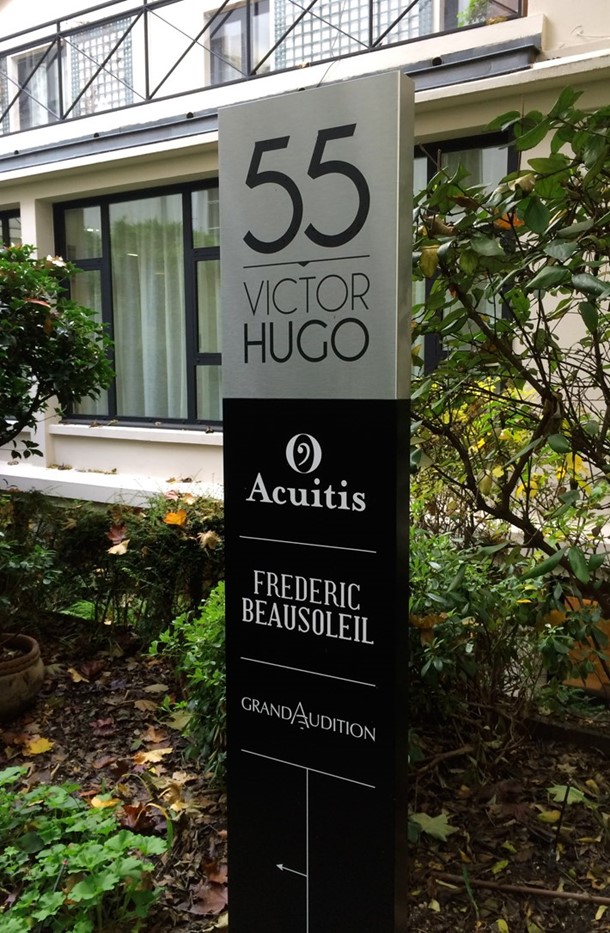 55
VICTOR
HUGO
Acuitis
FREDERIC
BEAUSOLEIL
GRANDAUDITION